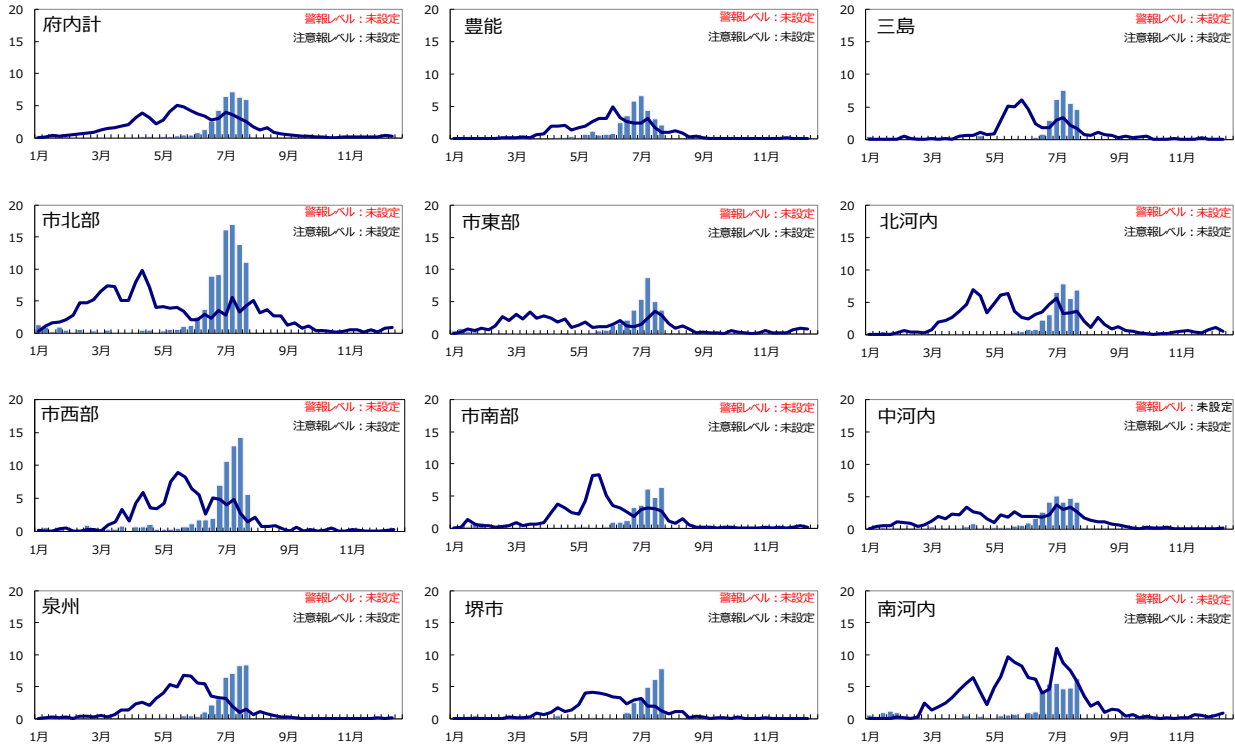 府内計
警報レベル：未設定
注意報レベル：未設定
20
15
10
5
0
1月 3月 5月 7月 9月 11月
豊能
警報レベル：未設定
注意報レベル：未設定
20
15
10
5
0
1月 3月 5月 7月 9月 11月
三島
警報レベル：未設定
注意報レベル：未設定
20
15
10
5
0
1月 3月 5月 7月 9月 11月
市北部
警報レベル：未設定
注意報レベル：未設定
20
15
10
5
0
1月 3月 5月 7月 9月 11月
市東部
警報レベル：未設定
注意報レベル：未設定
20
15
10
5
0
1月 3月 5月 7月 9月 11月
北河内
警報レベル：未設定
注意報レベル：未設定
20
15
10
5
0
1月 3月 5月 7月 9月 11月
市西部
警報レベル：未設定
注意報レベル：未設定
20
15
10
5
0
1月 3月 5月 7月 9月 11月
市南部
警報レベル：未設定
注意報レベル：未設定
20
15
10
5
0
1月 3月 5月 7月 9月 11月
中河内
警報レベル：未設定
注意報レベル：未設定
20
15
10
5
0
1月 3月 5月 7月 9月 11月
泉州
警報レベル：未設定
注意報レベル：未設定
20
15
10
5
0
1月 3月 5月 7月 9月 11月
堺市
警報レベル：未設定
注意報レベル：未設定
20
15
10
5
0
1月 3月 5月 7月 9月 11月
南河内
警報レベル：未設定
注意報レベル：未設定
20
15
10
5
0
1月 3月 5月 7月 9月 11月